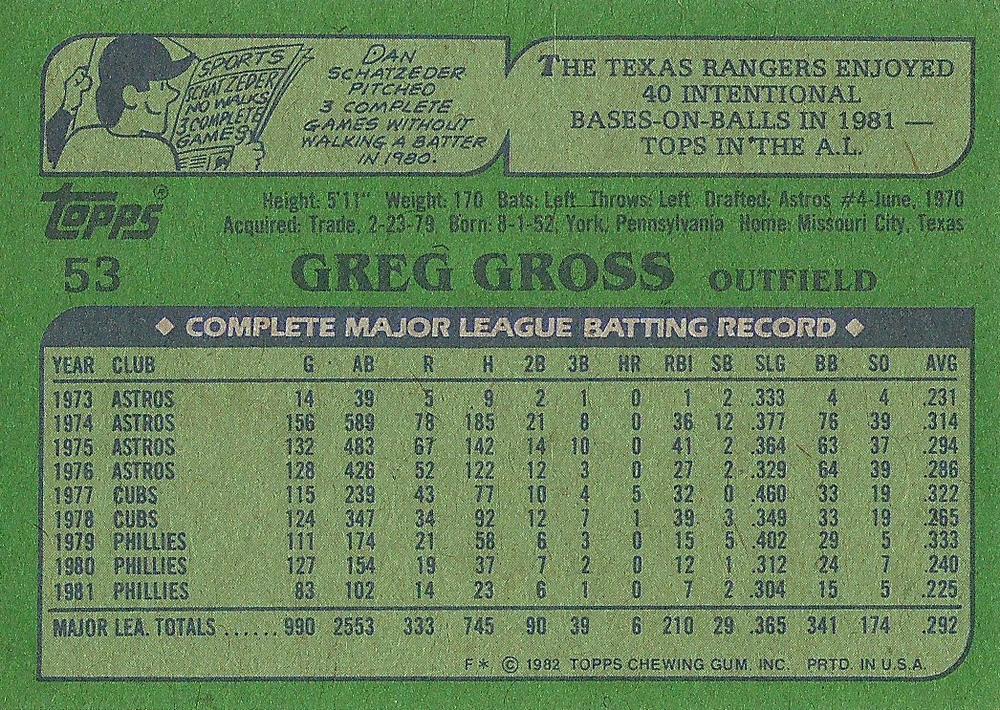 SPORTS
SCHATZEDER
NO WALKS
3 COMPLETE
GAMES!
DAN
SCHATZEDER
PITCHED
3 COMPLETE
GAMES WITHOUT
WALKING A BATTER
IN 1980.
THE TEXAS RANGERS ENJOYED
40 INTENTIONAL
BASES-ON-BALLS IN 1981 —
TOPS IN THE A.L.
TOPPS®
Height: 5'11" Weight: 170 Bats: Left Throws: Left Drafted: Astros #4-June, 1970
Acquired: Trade, 2-23-79 Born: 8-1-52, York, Pennsylvania Home: Missouri City, Texas
53 GREG GROSS OUTFIELD
◆ COMPLETE MAJOR LEAGUE BATTING RECORD ◆
YEAR CLUB G AB R H 2B 3B HR RBI SB SLG BB SO AVG
1973 ASTROS 14 39 5 9 2 1 0 1 2 .333 4 4 .231
1974 ASTROS 156 589 78 185 21 8 0 36 12 .377 76 39 .314
1975 ASTROS 132 483 67 142 14 10 0 41 2 .364 63 37 .294
1976 ASTROS 128 426 52 122 12 3 0 27 2 .329 64 39 .286
1977 CUBS 115 239 43 77 10 4 5 32 0 .460 33 19 .322
1978 CUBS 124 347 34 92 12 7 1 39 3 .349 33 19 .265
1979 PHILLIES 111 174 21 58 6 3 0 15 5 .402 29 5 .333
1980 PHILLIES 127 154 19 37 7 2 0 12 1 .312 24 7 .240
1981 PHILLIES 83 102 14 23 6 1 0 7 2 .304 15 5 .225
MAJOR LEA. TOTALS ...... 990 2553 333 745 90 39 6 210 29 .365 341 174 .292
F* © 1982 TOPPS CHEWING GUM, INC. PRTD. IN U.S.A.